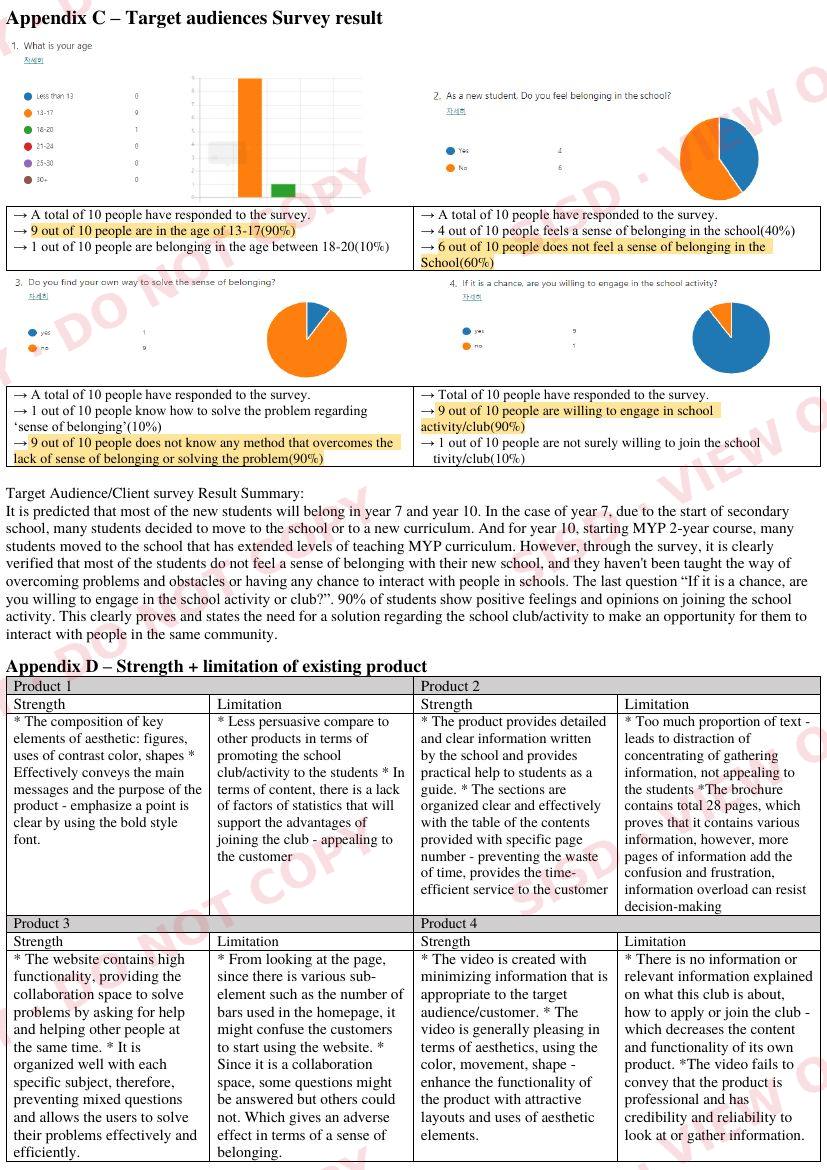 Appendix C – Target audiences Survey result
1. What is your age
자세히
Less than 13 0
13-17 9
18-20 1
21-24 0
25-30 0
30+ 0
9
8
7
6
5
4
3
2
1
0
2. As a new student, Do you feel belonging in the school?
자세히
Yes 4
No 6
→ A total of 10 people have responded to the survey.
→ 9 out of 10 people are in the age of 13-17(90%)
→ 1 out of 10 people are belonging in the age between 18-20(10%)
→ A total of 10 people have responded to the survey.
→ 4 out of 10 people feels a sense of belonging in the school(40%)
→ 6 out of 10 people does not feel a sense of belonging in the
School(60%)
3. Do you find your own way to solve the sense of belonging?
자세히
yes 1
no 9
4. If it is a chance, are you willing to engage in the school activity?
자세히
yes 9
no 1
→ A total of 10 people have responded to the survey.
→ 1 out of 10 people know how to solve the problem regarding
‘sense of belonging’(10%)
→ 9 out of 10 people does not know any method that overcomes the
lack of sense of belonging or solving the problem(90%)
→ Total of 10 people have responded to the survey.
→ 9 out of 10 people are willing to engage in school
activity/club(90%)
→ 1 out of 10 people are not surely willing to join the school
tivity/club(10%)
Target Audience/Client survey Result Summary:
It is predicted that most of the new students will belong in year 7 and year 10. In the case of year 7, due to the start of secondary
school, many students decided to move to the school or to a new curriculum. And for year 10, starting MYP 2-year course, many
students moved to the school that has extended levels of teaching MYP curriculum. However, through the survey, it is clearly
verified that most of the students do not feel a sense of belonging with their new school, and they haven't been taught the way of
overcoming problems and obstacles or having any chance to interact with people in schools. The last question “If it is a chance, are
you willing to engage in the school activity or club?”. 90% of students show positive feelings and opinions on joining the school
activity. This clearly proves and states the need for a solution regarding the school club/activity to make an opportunity for them to
interact with people in the same community.
Appendix D – Strength + limitation of existing product
Product 1
Strength
* The composition of key
elements of aesthetic: figures,
uses of contrast color, shapes *
Effectively conveys the main
messages and the purpose of the
product - emphasize a point is
clear by using the bold style
font.
Limitation
* Less persuasive compare to
other products in terms of
promoting the school
club/activity to the students * In
terms of content, there is a lack
of factors of statistics that will
support the advantages of
joining the club - appealing to
the customer
Product 2
Strength
* The product provides detailed
and clear information written
by the school and provides
practical help to students as a
guide. * The sections are
organized clear and effectively
with the table of the contents
provided with specific page
number - preventing the waste
of time, provides the time-
efficient service to the customer
Limitation
* Too much proportion of text -
leads to distraction of
concentrating of gathering
information, not appealing to
the students *The brochure
contains total 28 pages, which
proves that it contains various
information, however, more
pages of information add the
confusion and frustration,
information overload can resist
decision-making
Product 3
Strength
* The website contains high
functionality, providing the
collaboration space to solve
problems by asking for help
and helping other people at
the same time. * It is
organized well with each
specific subject, therefore,
preventing mixed questions
and allows the users to solve
their problems effectively and
efficiently.
Limitation
* From looking at the page,
since there is various sub-
element such as the number of
bars used in the homepage, it
might confuse the customers
to start using the website. *
Since it is a collaboration
space, some questions might
be answered but others could
not. Which gives an adverse
effect in terms of a sense of
belonging.
Product 4
Strength
* The video is created with
minimizing information that is
appropriate to the target
audience/customer. * The
video is generally pleasing in
terms of aesthetics, using the
color, movement, shape -
enhance the functionality of
the product with attractive
layouts and uses of aesthetic
elements.
Limitation
* There is no information or
relevant information explained
on what this club is about,
how to apply or join the club -
which decreases the content
and functionality of its own
product. *The video fails to
convey that the product is
professional and has
credibility and reliability to
look at or gather information.
SISD · VIEW O
Y · DO NOT COPY
SISD · VIEW O
DO NOT COPY
SISD · VIEW O
DO NOT COPY